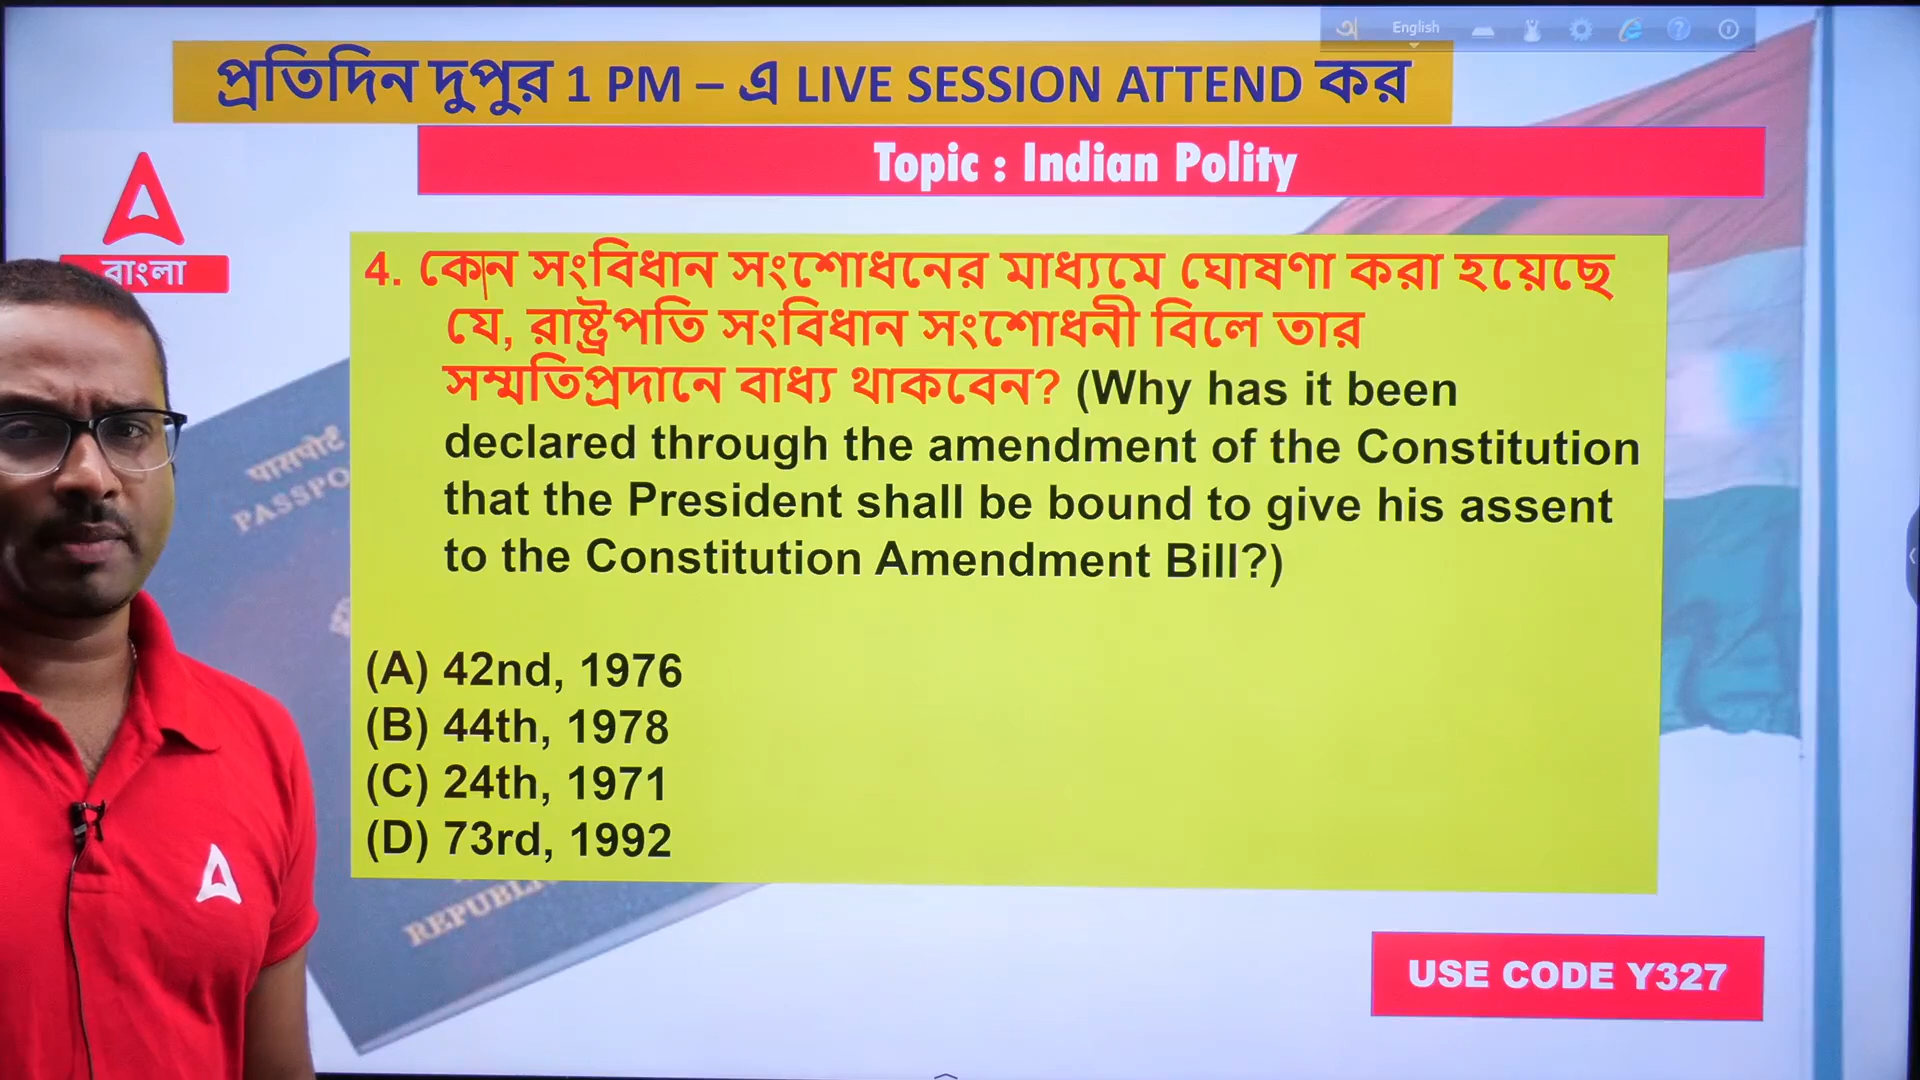 English
প্রতিদিন দুপুর 1 PM – এ LIVE SESSION ATTEND কর
Topic : Indian Polity
বাংলা
4. কোন সংবিধান সংশোধনের মাধ্যমে ঘোষণা করা হয়েছে
যে, রাষ্ট্রপতি সংবিধান সংশোধনী বিলে তার
সম্মতিপ্রদানে বাধ্য থাকবেন? (Why has it been
declared through the amendment of the Constitution
that the President shall be bound to give his assent
to the Constitution Amendment Bill?)
(A) 42nd, 1976
(B) 44th, 1978
(C) 24th, 1971
(D) 73rd, 1992
पासपोर्ट
USE CODE Y327